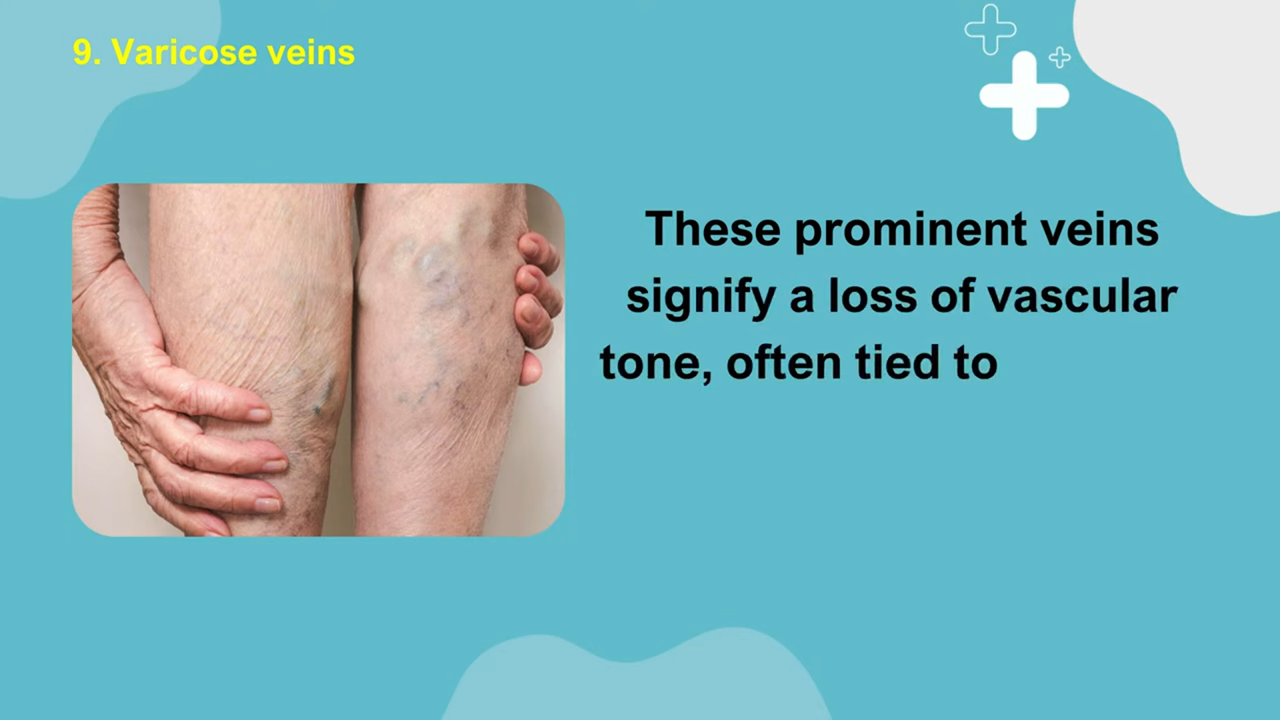 9. Varicose veins
These prominent veins
signify a loss of vascular
tone, often tied to